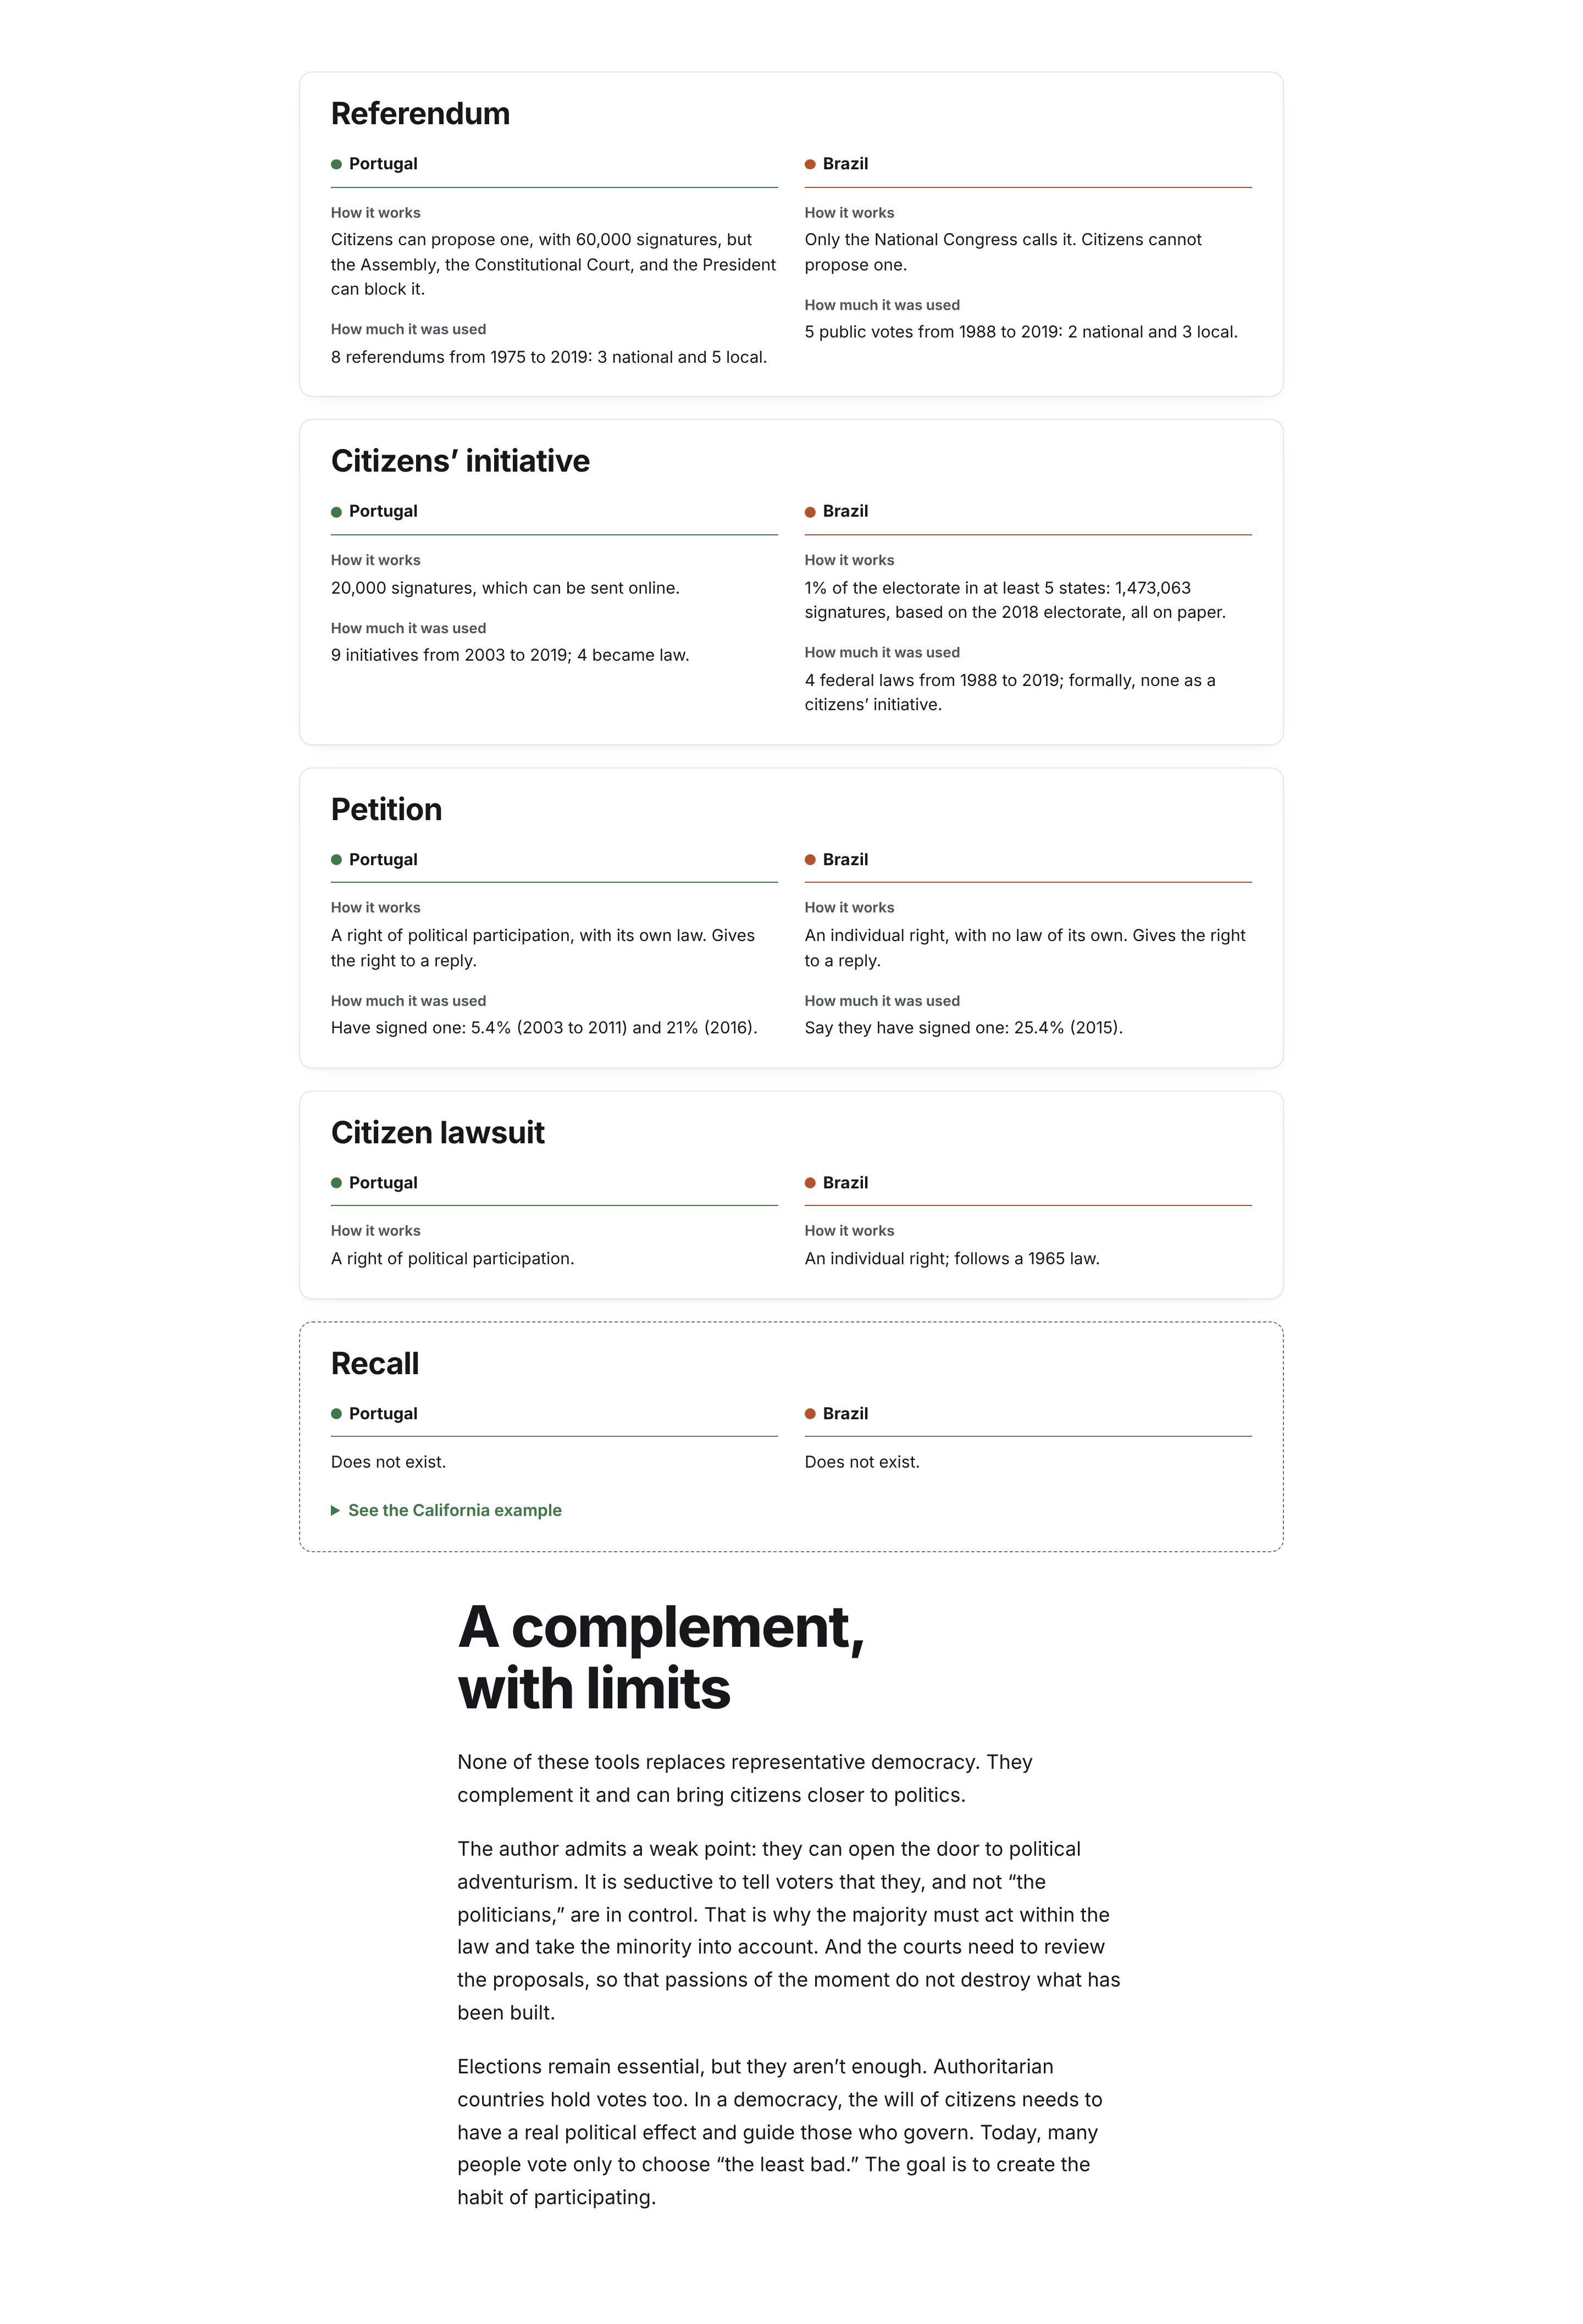 Referendum
Portugal
How it works
Citizens can propose one, with 60,000 signatures, but
the Assembly, the Constitutional Court, and the President
can block it.
How much it was used
8 referendums from 1975 to 2019: 3 national and 5 local.
Brazil
How it works
Only the National Congress calls it. Citizens cannot
propose one.
How much it was used
5 public votes from 1988 to 2019: 2 national and 3 local.
Citizens’ initiative
Portugal
How it works
20,000 signatures, which can be sent online.
How much it was used
9 initiatives from 2003 to 2019; 4 became law.
Brazil
How it works
1% of the electorate in at least 5 states: 1,473,063
signatures, based on the 2018 electorate, all on paper.
How much it was used
4 federal laws from 1988 to 2019; formally, none as a
citizens’ initiative.
Petition
Portugal
How it works
A right of political participation, with its own law. Gives
the right to a reply.
How much it was used
Have signed one: 5.4% (2003 to 2011) and 21% (2016).
Brazil
How it works
An individual right, with no law of its own. Gives the right
to a reply.
How much it was used
Say they have signed one: 25.4% (2015).
Citizen lawsuit
Portugal
How it works
A right of political participation.
Brazil
How it works
An individual right; follows a 1965 law.
Recall
Portugal
Does not exist.
Brazil
Does not exist.
See the California example
A complement,
with limits
None of these tools replaces representative democracy. They
complement it and can bring citizens closer to politics.
The author admits a weak point: they can open the door to political
adventurism. It is seductive to tell voters that they, and not “the
politicians,” are in control. That is why the majority must act within the
law and take the minority into account. And the courts need to review
the proposals, so that passions of the moment do not destroy what has
been built.
Elections remain essential, but they aren’t enough. Authoritarian
countries hold votes too. In a democracy, the will of citizens needs to
have a real political effect and guide those who govern. Today, many
people vote only to choose “the least bad.” The goal is to create the
habit of participating.